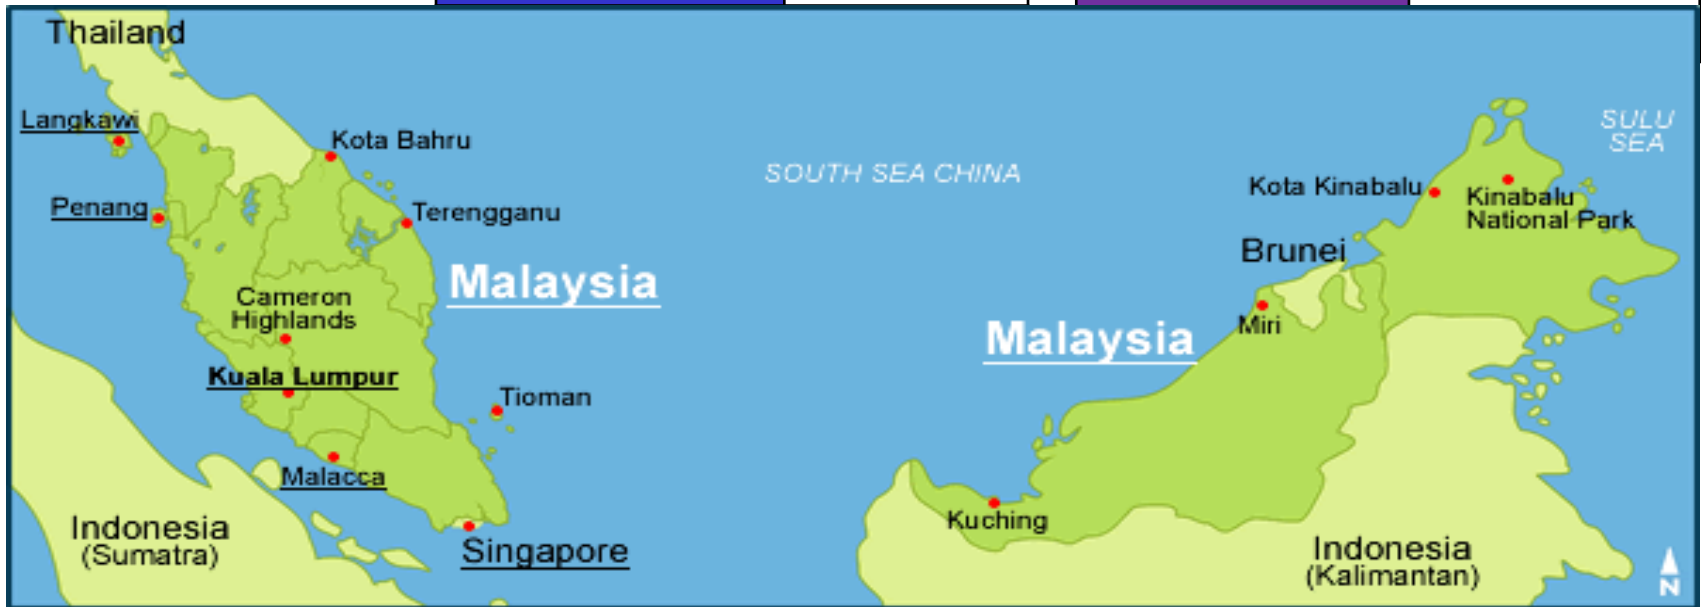 Thailand
Langkawi
Kota Bahru
Penang
Terengganu
Malaysia
Cameron
Highlands
Kuala Lumpur
Tioman
Malacca
Indonesia
(Sumatra)
Singapore
SOUTH SEA CHINA
SULU
SEA
Kota Kinabalu
Kinabalu
National Park
Brunei
Miri
Malaysia
Kuching
Indonesia
(Kalimantan)
N